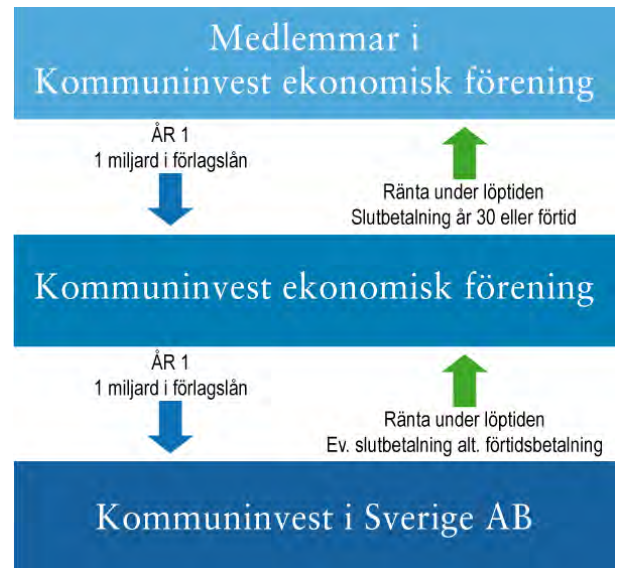 Medlemmar i
Kommuninvest ekonomisk förening
ÅR 1
1 miljard i förlagslån
Ränta under löptiden
Slutbetalning år 30 eller förtid
Kommuninvest ekonomisk förening
ÅR 1
1 miljard i förlagslån
Ränta under löptiden
Ev. slutbetalning alt. förtidsbetalning
Kommuninvest i Sverige AB